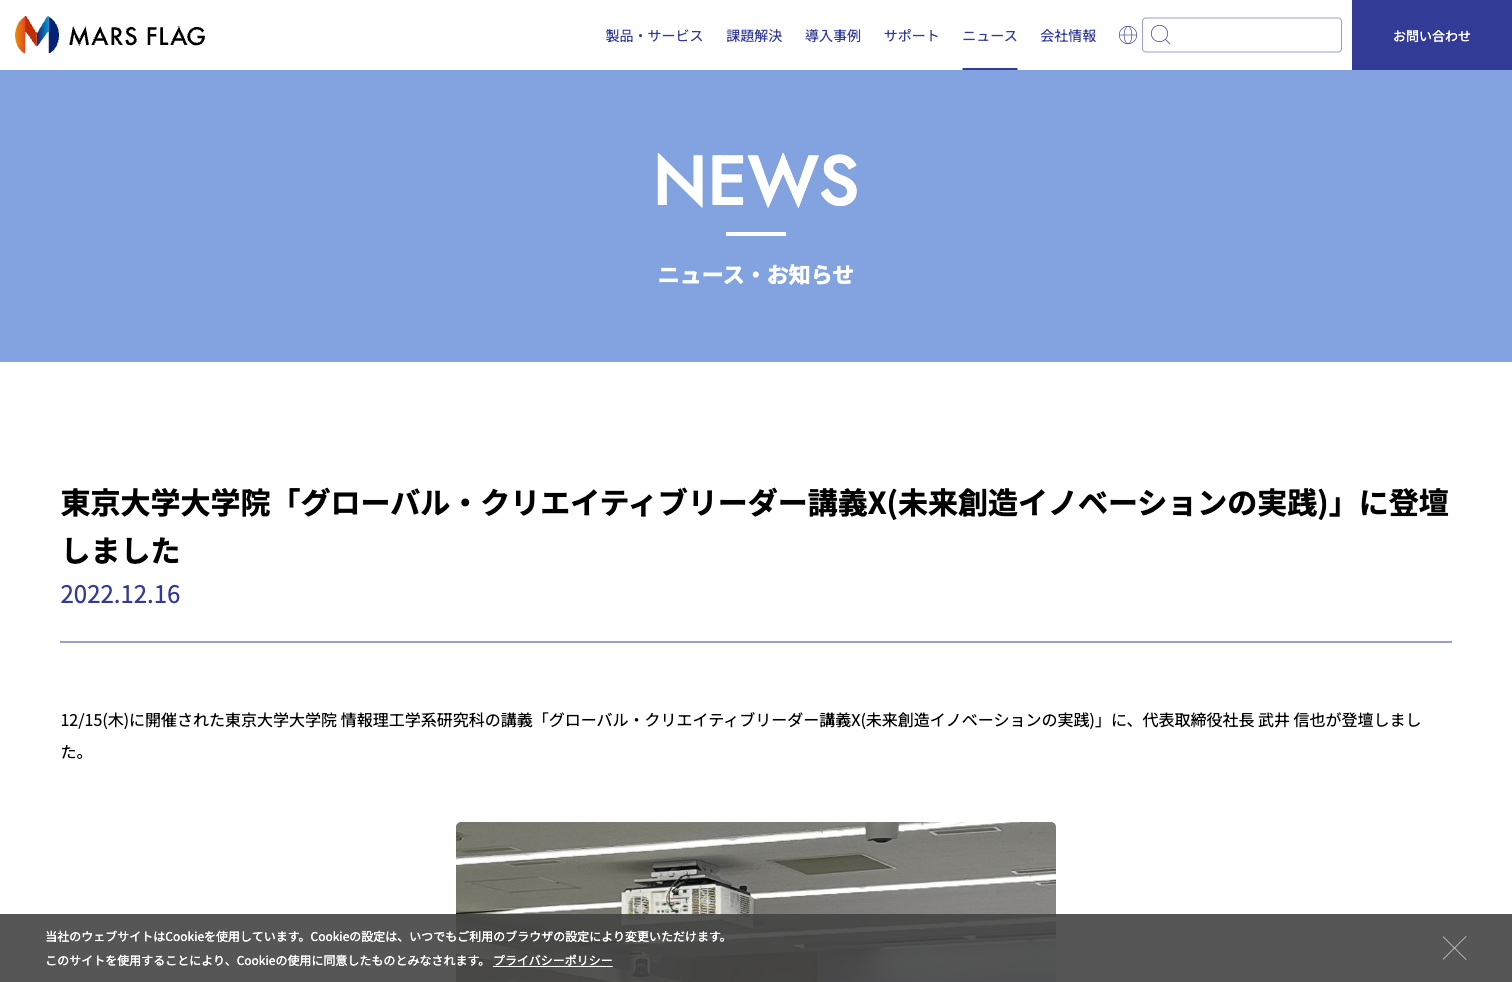 MARS FLAG
製品・サービス 課題解決 導入事例 サポート ニュース 会社情報 お問い合わせ
NEWS
ニュース・お知らせ
東京大学大学院「グローバル・クリエイティブリーダー講義X(未来創造イノベーションの実践)」に登壇
しました
2022.12.16
12/15(木)に開催された東京大学大学院 情報理工学系研究科の講義「グローバル・クリエイティブリーダー講義X(未来創造イノベーションの実践)」に、代表取締役社長 武井 信也が登壇しまし
た。
当社のウェブサイトはCookieを使用しています。Cookieの設定は、いつでもご利用のブラウザの設定により変更いただけます。
このサイトを使用することにより、Cookieの使用に同意したものとみなされます。 プライバシーポリシー